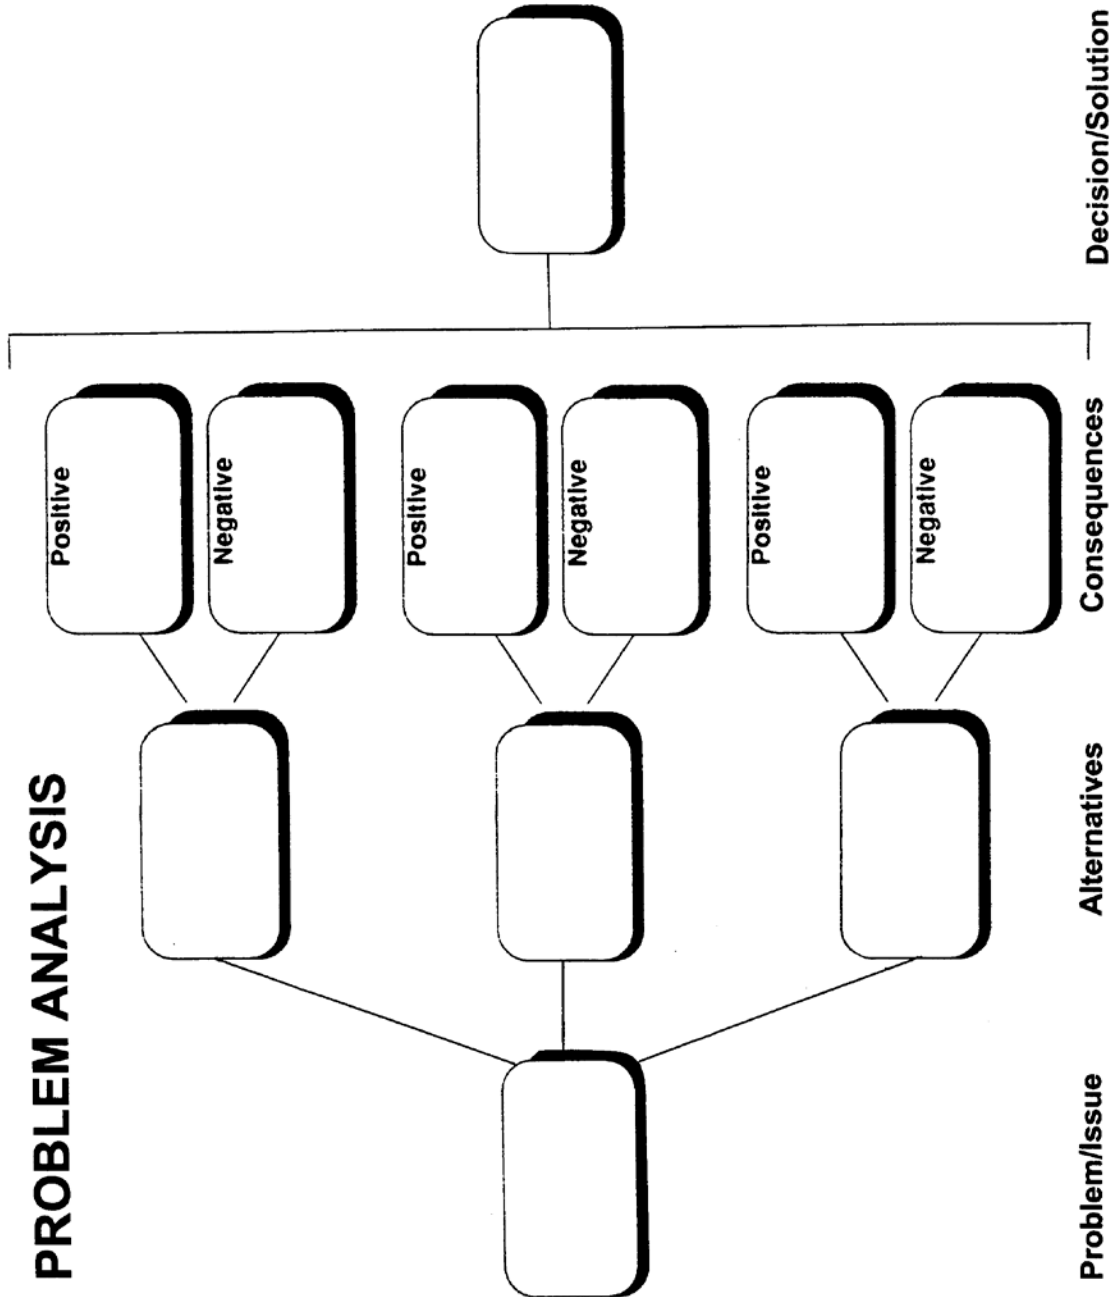 PROBLEM ANALYSIS
Positive
Negative
Positive
Negative
Positive
Negative
Problem/Issue
Alternatives
Consequences
Decision/Solution